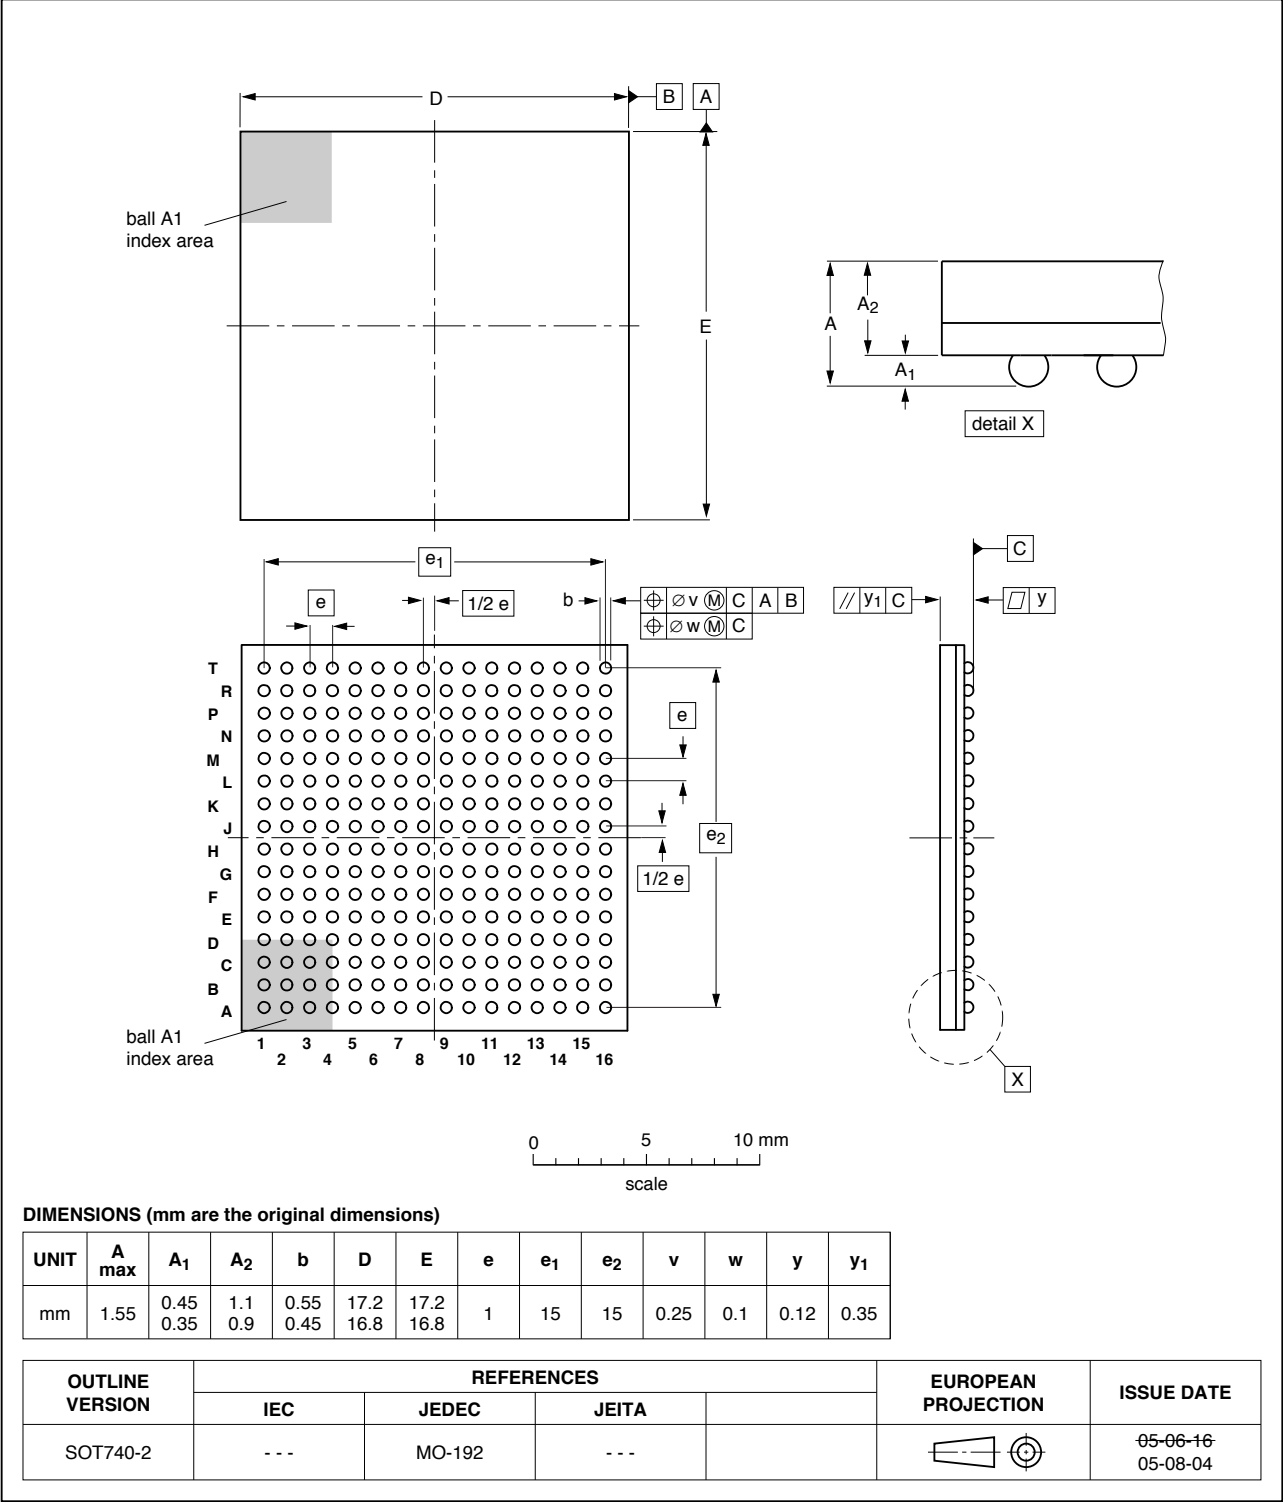 D
B
A
ball A1
index area
E
A
A2
A1
detail X
e1
e
1/2 e
b
⌖ ∅ v Ⓜ C A B
⌖ ∅ w Ⓜ C
// y1 C
C
▱ y
T
R
P
N
M
L
K
J
H
G
F
E
D
C
B
A
e
e2
1/2 e
ball A1
index area
1 3 5 7 9 11 13 15
2 4 6 8 10 12 14 16
X
0 5 10 mm
scale
DIMENSIONS (mm are the original dimensions)
UNIT A max A1 A2 b D E e e1 e2 v w y y1
mm 1.55 0.45 0.35 1.1 0.9 0.55 0.45 17.2 16.8 17.2 16.8 1 15 15 0.25 0.1 0.12 0.35
OUTLINE VERSION
REFERENCES
EUROPEAN PROJECTION
ISSUE DATE
IEC JEDEC JEITA
SOT740-2 - - - MO-192 - - -
05-06-16
05-08-04